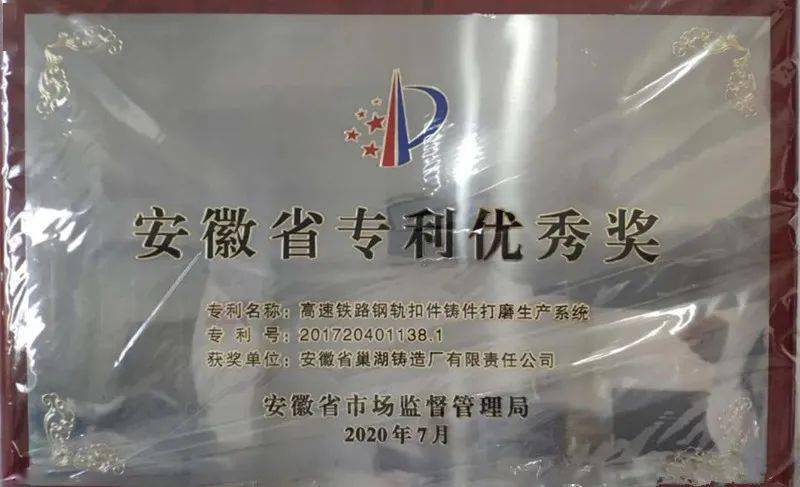 安徽省专利优秀奖
专利名称：高速铁路钢轨扣件铸件打磨生产系统
专 利 号：201720401138.1
获奖单位：安徽省巢湖铸造厂有限责任公司
安徽省市场监督管理局
2020年7月